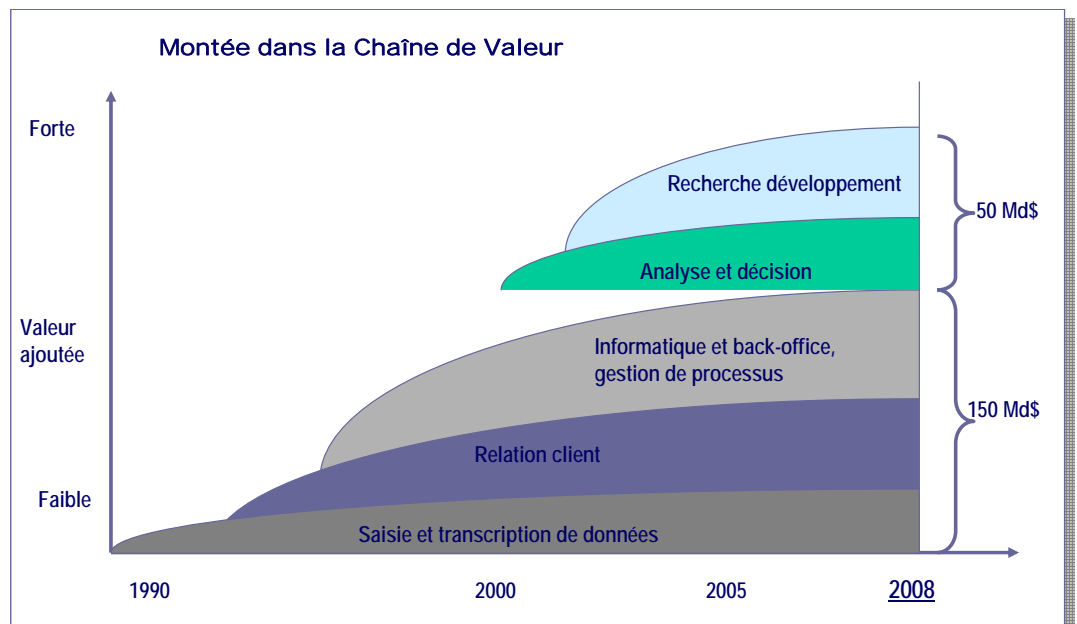 Montée dans la Chaîne de Valeur
Forte
Recherche développement
50 Md$
Analyse et décision
Valeur
ajoutée
Informatique et back-office,
gestion de processus
150 Md$
Relation client
Faible
Saisie et transcription de données
1990 2000 2005 2008